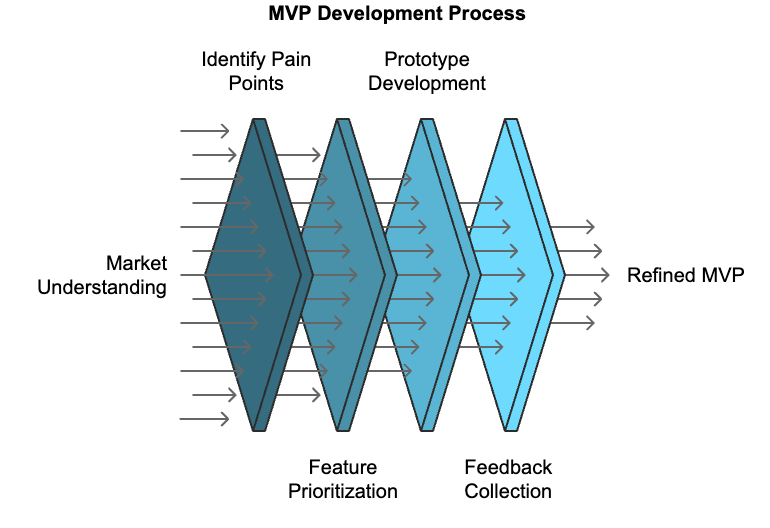 MVP Development Process
Identify Pain
Points
Prototype
Development
Market
Understanding
Refined MVP
Feature
Prioritization
Feedback
Collection